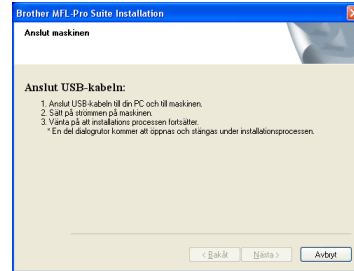 Brother MFL-Pro Suite Installation
Anslut maskinen
Anslut USB-kabeln:
1. Anslut USB-kabeln till din PC och till maskinen.
2. Sätt på strömmen på maskinen.
3. Vänta på att installations processen fortsätter.
* En del dialogrutor kommer att öppnas och stängas under installationsprocessen.
< Bakåt
Nästa >
Avbryt